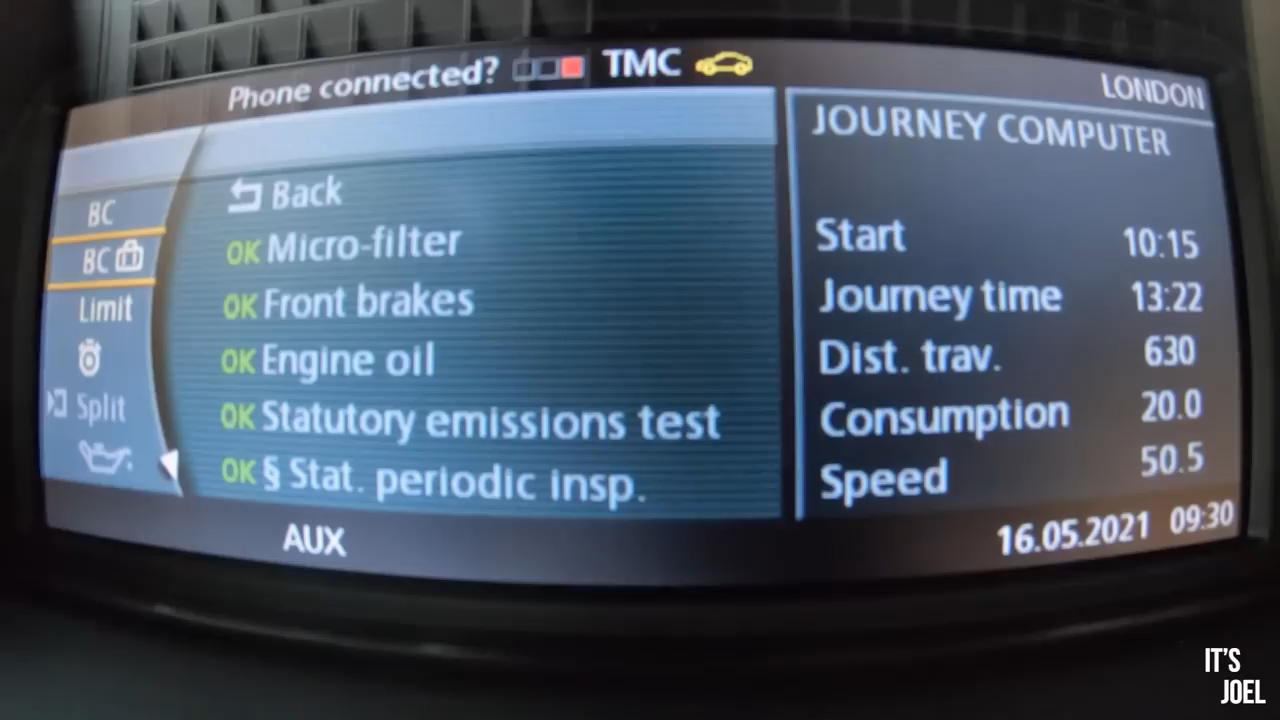 Phone connected? TMC
LONDON
BC
BC
Limit
Split
Back
OK Micro-filter
OK Front brakes
OK Engine oil
OK Statutory emissions test
OK § Stat. periodic insp.
JOURNEY COMPUTER
Start 10:15
Journey time 13:22
Dist. trav. 630
Consumption 20.0
Speed 50.5
AUX
16.05.2021 09:30
IT'S
JOEL